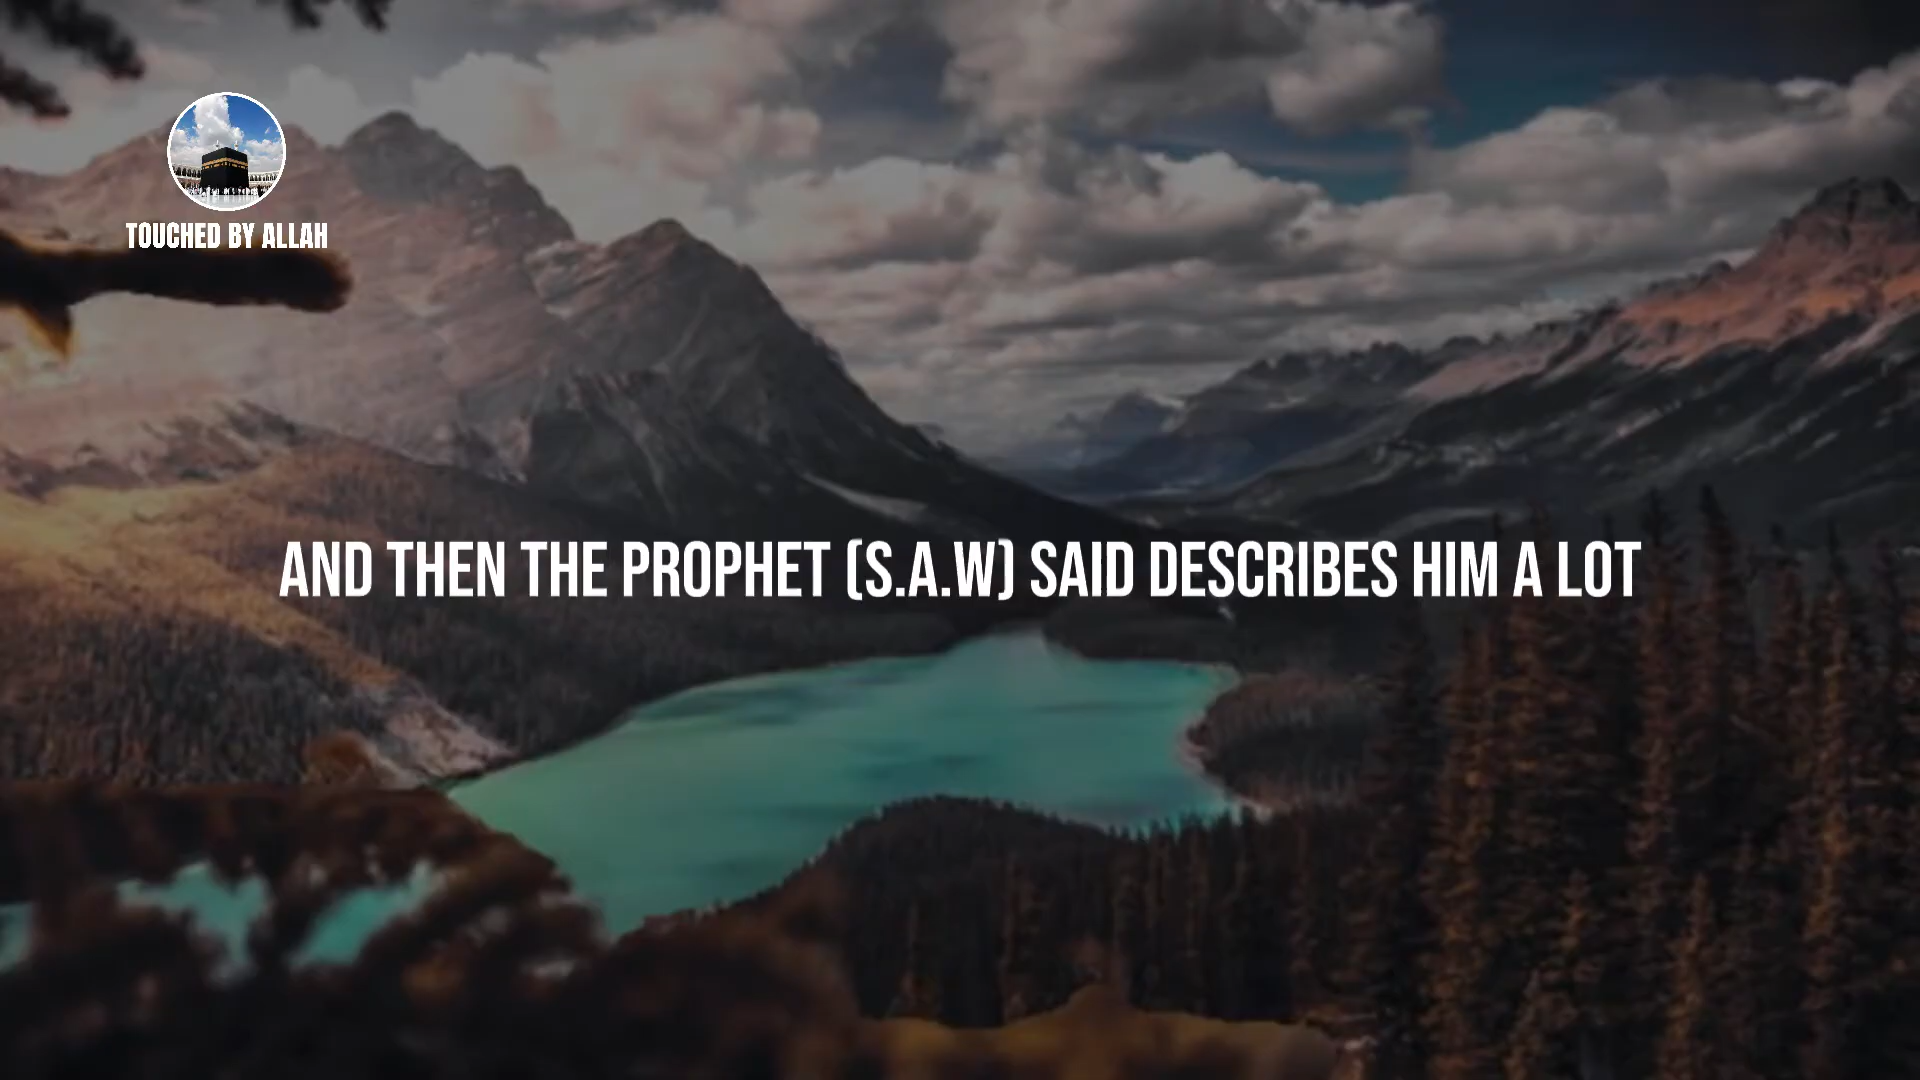 TOUCHED BY ALLAH
AND THEN THE PROPHET (S.A.W) SAID DESCRIBES HIM A LOT